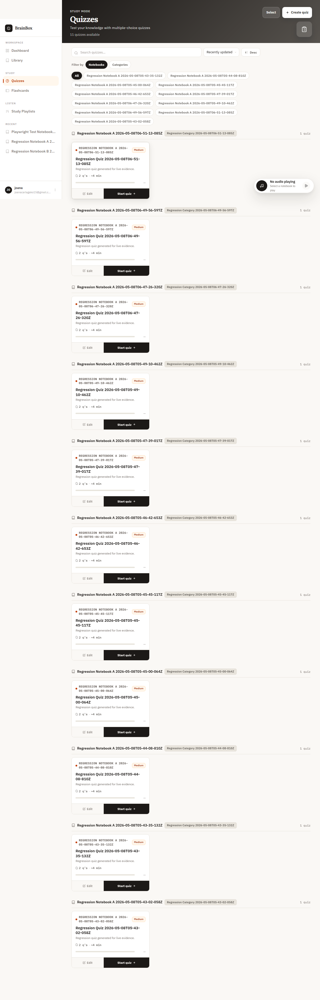 BrainBox
WORKSPACE
Dashboard
Library
STUDY
Quizzes
Flashcards
LISTEN
Study Playlists
RECENT
Playwright Test Notebook...
Regression Notebook A 2...
Regression Notebook B 2...
JO
joana
joanacariagako15@gmail.c...
STUDY MODE
Quizzes
Test your knowledge with multiple-choice quizzes
11 quizzes available
Select
+ Create quiz
Search quizzes...
Recently updated
Desc
Filter by Notebooks Categories
All Regression Notebook A 2026-05-08T05-43-35-132Z Regression Notebook A 2026-05-08T05-44-08-810Z
Regression Notebook A 2026-05-08T05-45-00-064Z Regression Notebook A 2026-05-08T05-45-45-117Z
Regression Notebook A 2026-05-08T05-46-42-653Z Regression Notebook A 2026-05-08T05-47-39-017Z
Regression Notebook A 2026-05-08T06-47-26-320Z Regression Notebook A 2026-05-08T05-49-10-462Z
Regression Notebook A 2026-05-08T06-49-56-597Z Regression Notebook A 2026-05-08T06-51-13-085Z
Regression Notebook A 2026-05-08T05-43-02-058Z
Regression Notebook A 2026-05-08T06-51-13-085Z Regression Category 2026-05-08T06-51-13-085Z 1 quiz
REGRESSION NOTEBOOK A 2026-
05-08T06-51-13-085Z
Medium
Regression Quiz 2026-05-08T06-51-
13-085Z
Regression quiz generated for live evidence.
2 q's · ~4 min
—
Edit Start quiz →
No audio playing
Select a notebook to
play
Regression Notebook A 2026-05-08T06-49-56-597Z Regression Category 2026-05-08T06-49-56-597Z 1 quiz
REGRESSION NOTEBOOK A 2026-
05-08T06-49-56-597Z
Medium
Regression Quiz 2026-05-08T06-49-
56-597Z
Regression quiz generated for live evidence.
2 q's · ~4 min
—
Edit Start quiz →
Regression Notebook A 2026-05-08T06-47-26-320Z Regression Category 2026-05-08T06-47-26-320Z 1 quiz
REGRESSION NOTEBOOK A 2026-
05-08T06-47-26-320Z
Medium
Regression Quiz 2026-05-08T06-47-
26-320Z
Regression quiz generated for live evidence.
2 q's · ~4 min
—
Edit Start quiz →
Regression Notebook A 2026-05-08T05-49-10-462Z Regression Category 2026-05-08T05-49-10-462Z 1 quiz
REGRESSION NOTEBOOK A 2026-
05-08T05-49-10-462Z
Medium
Regression Quiz 2026-05-08T05-49-
10-462Z
Regression quiz generated for live evidence.
2 q's · ~4 min
—
Edit Start quiz →
Regression Notebook A 2026-05-08T05-47-39-017Z Regression Category 2026-05-08T05-47-39-017Z 1 quiz
REGRESSION NOTEBOOK A 2026-
05-08T05-47-39-017Z
Medium
Regression Quiz 2026-05-08T05-47-
39-017Z
Regression quiz generated for live evidence.
2 q's · ~4 min
—
Edit Start quiz →
Regression Notebook A 2026-05-08T05-46-42-653Z Regression Category 2026-05-08T05-46-42-653Z 1 quiz
REGRESSION NOTEBOOK A 2026-
05-08T05-46-42-653Z
Medium
Regression Quiz 2026-05-08T05-46-
42-653Z
Regression quiz generated for live evidence.
2 q's · ~4 min
—
Edit Start quiz →
Regression Notebook A 2026-05-08T05-45-45-117Z Regression Category 2026-05-08T05-45-45-117Z 1 quiz
REGRESSION NOTEBOOK A 2026-
05-08T05-45-45-117Z
Medium
Regression Quiz 2026-05-08T05-45-
45-117Z
Regression quiz generated for live evidence.
2 q's · ~4 min
—
Edit Start quiz →
Regression Notebook A 2026-05-08T05-45-00-064Z Regression Category 2026-05-08T05-45-00-064Z 1 quiz
REGRESSION NOTEBOOK A 2026-
05-08T05-45-00-064Z
Medium
Regression Quiz 2026-05-08T05-45-
00-064Z
Regression quiz generated for live evidence.
2 q's · ~4 min
—
Edit Start quiz →
Regression Notebook A 2026-05-08T05-44-08-810Z Regression Category 2026-05-08T05-44-08-810Z 1 quiz
REGRESSION NOTEBOOK A 2026-
05-08T05-44-08-810Z
Medium
Regression Quiz 2026-05-08T05-44-
08-810Z
Regression quiz generated for live evidence.
2 q's · ~4 min
—
Edit Start quiz →
Regression Notebook A 2026-05-08T05-43-35-132Z Regression Category 2026-05-08T05-43-35-132Z 1 quiz
REGRESSION NOTEBOOK A 2026-
05-08T05-43-35-132Z
Medium
Regression Quiz 2026-05-08T05-43-
35-132Z
Regression quiz generated for live evidence.
2 q's · ~4 min
—
Edit Start quiz →
Regression Notebook A 2026-05-08T05-43-02-058Z Regression Category 2026-05-08T05-43-02-058Z 1 quiz
REGRESSION NOTEBOOK A 2026-
05-08T05-43-02-058Z
Medium
Regression Quiz 2026-05-08T05-43-
02-058Z
Regression quiz generated for live evidence.
2 q's · ~4 min
—
Edit Start quiz →